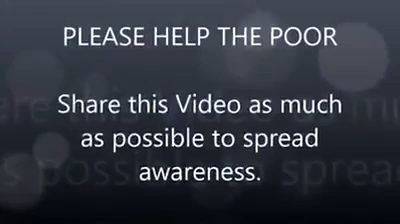 PLEASE HELP THE POOR
Share this Video as much
as possible to spread
awareness.